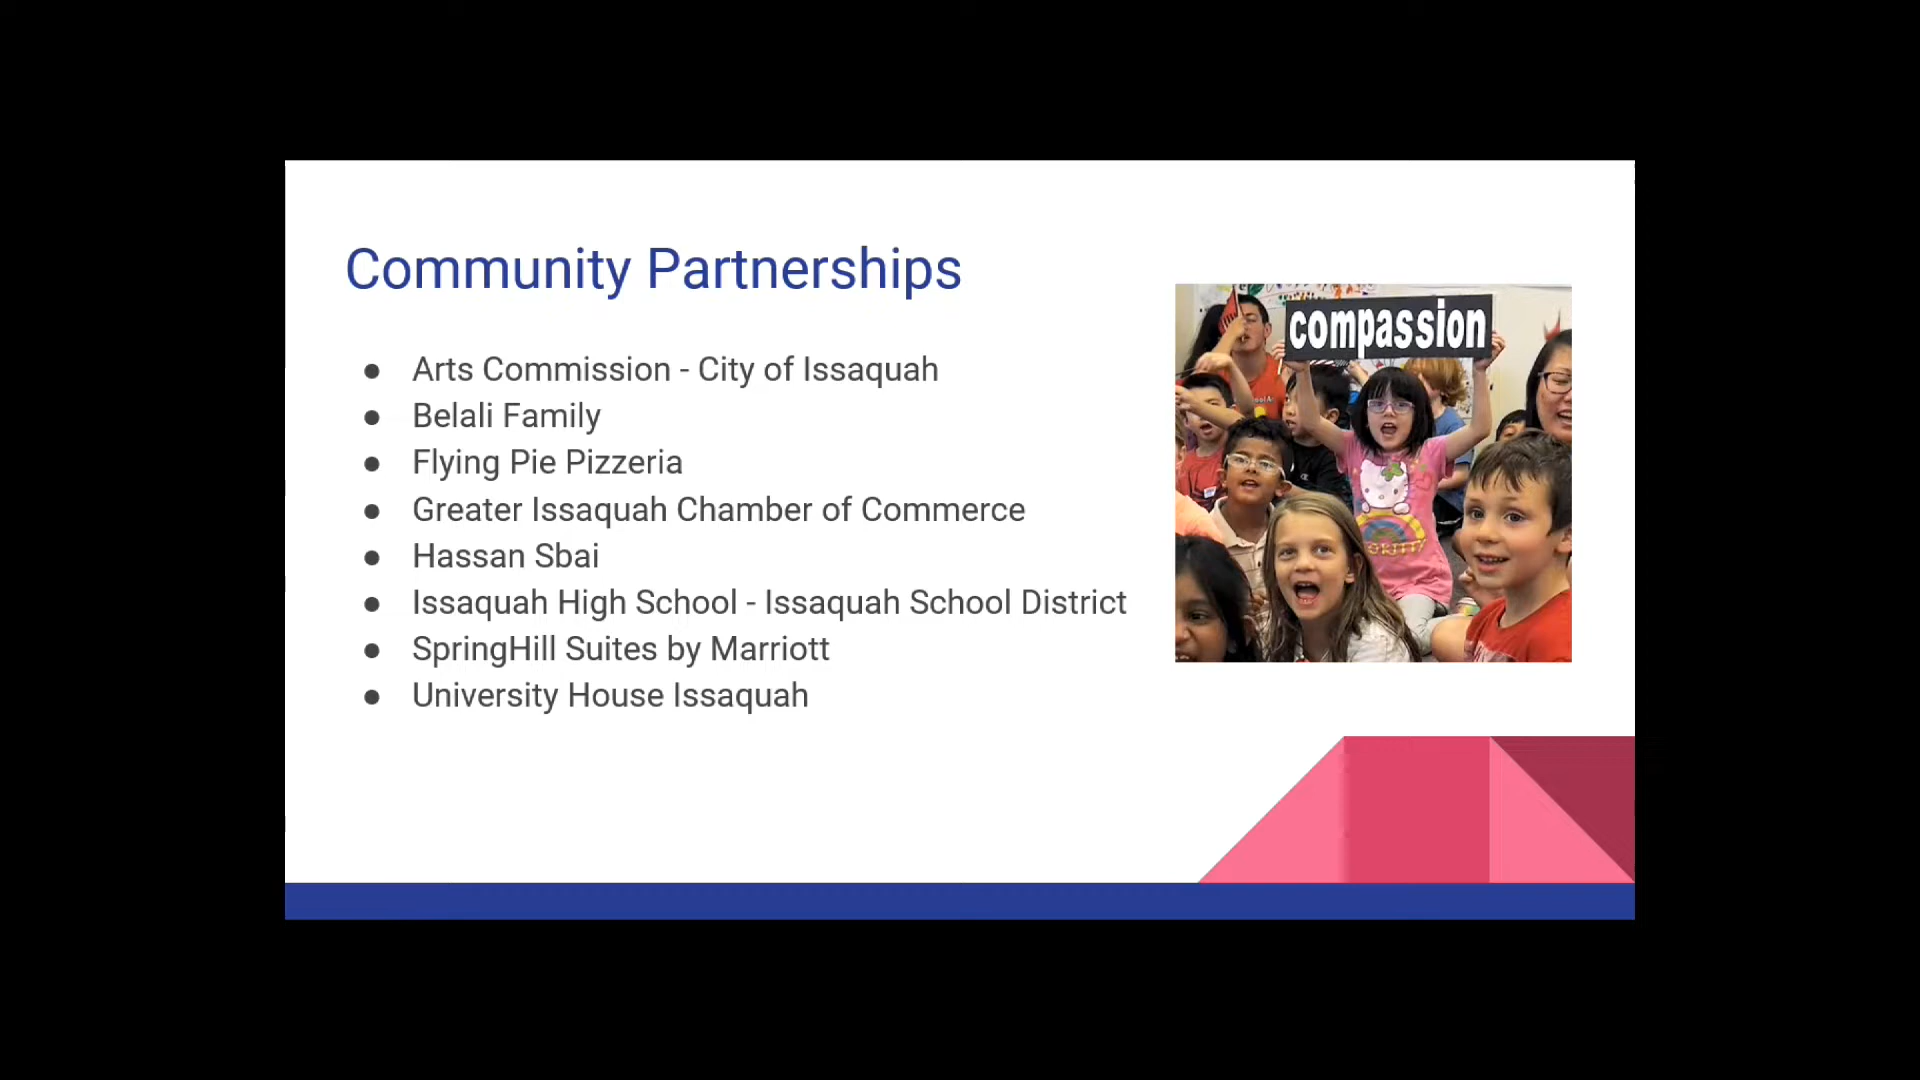 Community Partnerships
● Arts Commission - City of Issaquah
● Belali Family
● Flying Pie Pizzeria
● Greater Issaquah Chamber of Commerce
● Hassan Sbai
● Issaquah High School - Issaquah School District
● SpringHill Suites by Marriott
● University House Issaquah
compassion